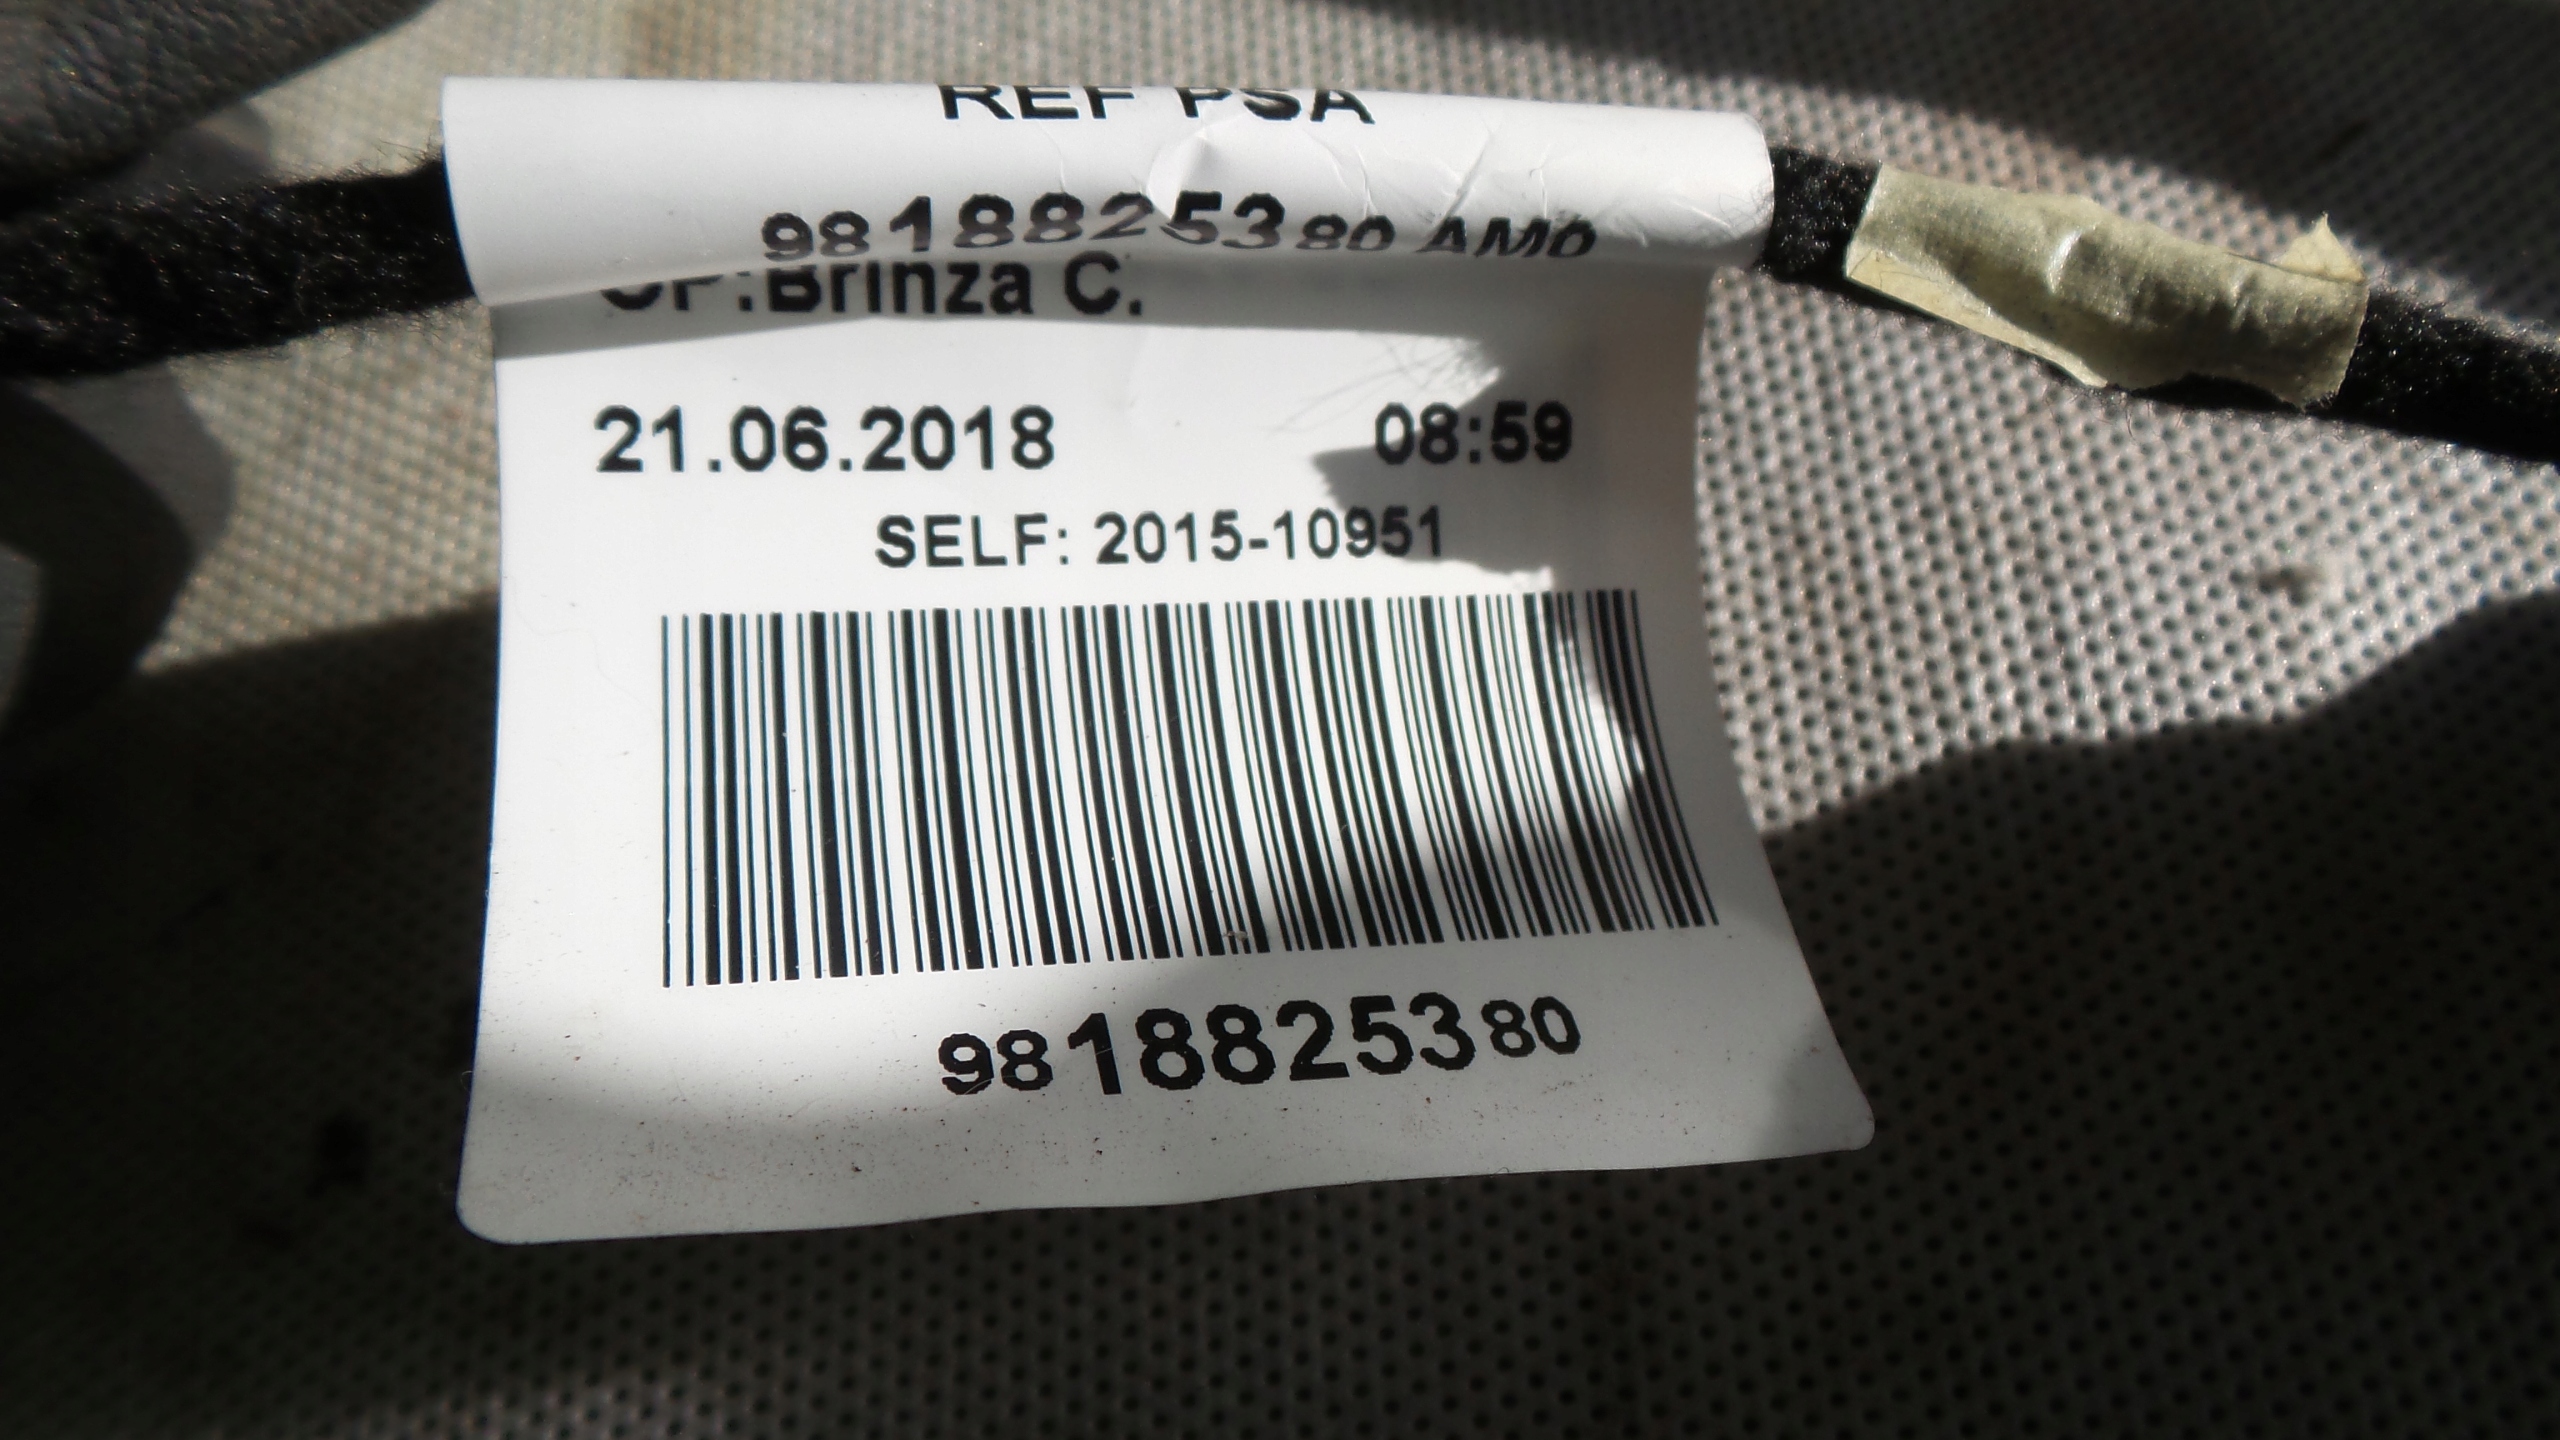 REF PSA
9818825380 AM0
OP:Brinza C.
21.06.2018 08:59
SELF: 2015-10951
9818825380